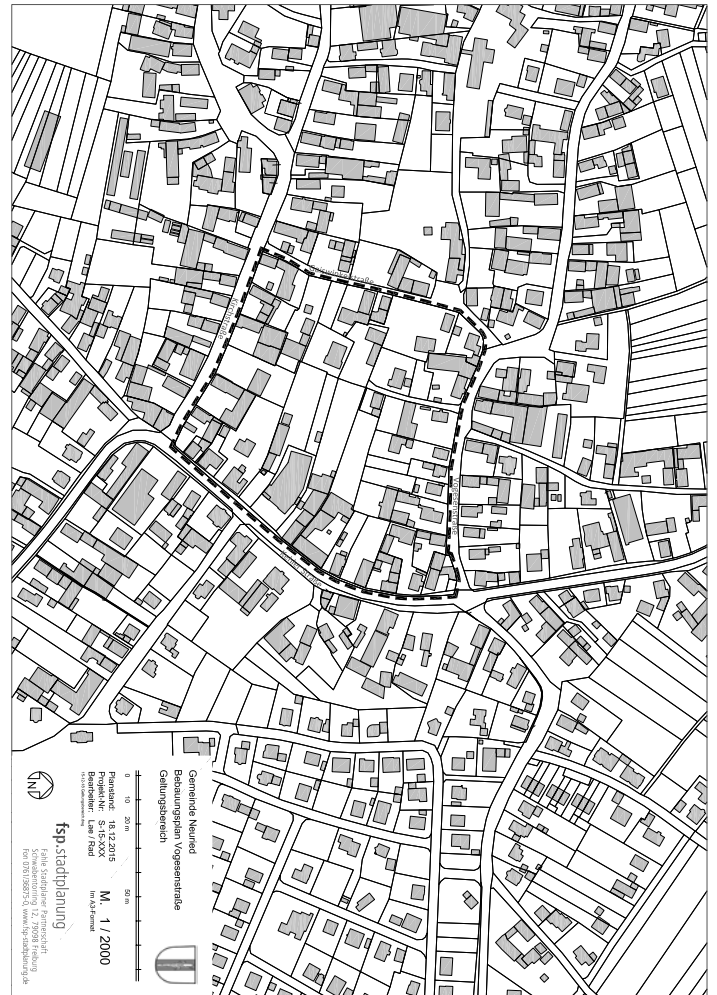 Kirchstraße
Vogesenstraße
Gemeinde Neuried
Bebauungsplan Vogesenstraße
Geltungsbereich
0 10 20 m 50 m
Planstand: 18.12.2015
Projekt-Nr: S-15-XXX
Bearbeiter: Lae / Rad
M. 1 / 2000
Im A3-Format
N
fsp.stadtplanung
Fahle Stadtplaner Partnerschaft
Schwabentorring 12, 79098 Freiburg
Fon 0761/36875-0, www.fsp-stadtplanung.de